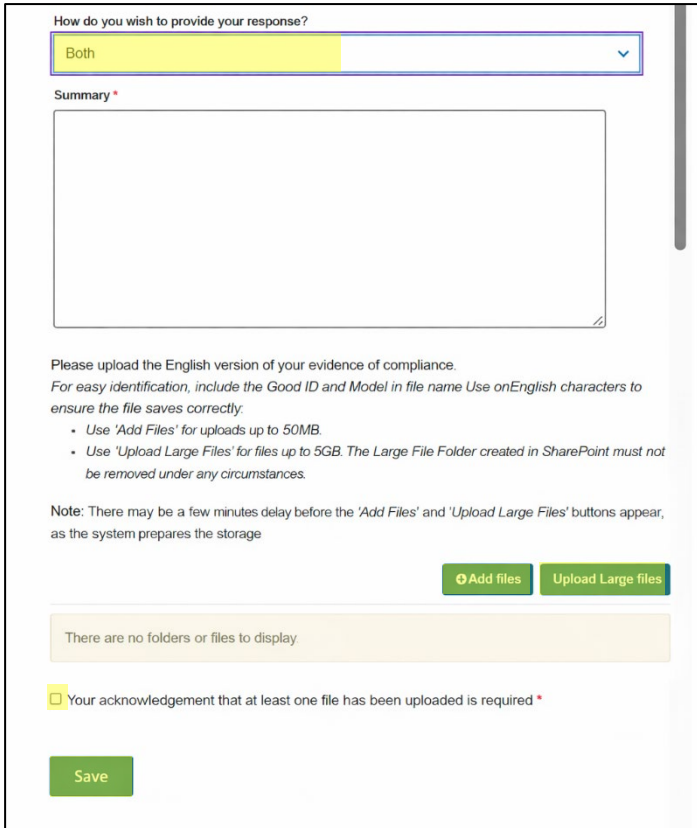 How do you wish to provide your response?
Both
Summary *
Please upload the English version of your evidence of compliance.
For easy identification, include the Good ID and Model in file name Use onEnglish characters to
ensure the file saves correctly:
• Use 'Add Files' for uploads up to 50MB.
• Use 'Upload Large Files' for files up to 5GB. The Large File Folder created in SharePoint must not
be removed under any circumstances.
Note: There may be a few minutes delay before the 'Add Files' and 'Upload Large Files' buttons appear,
as the system prepares the storage
Add files Upload Large files
There are no folders or files to display.
Your acknowledgement that at least one file has been uploaded is required *
Save